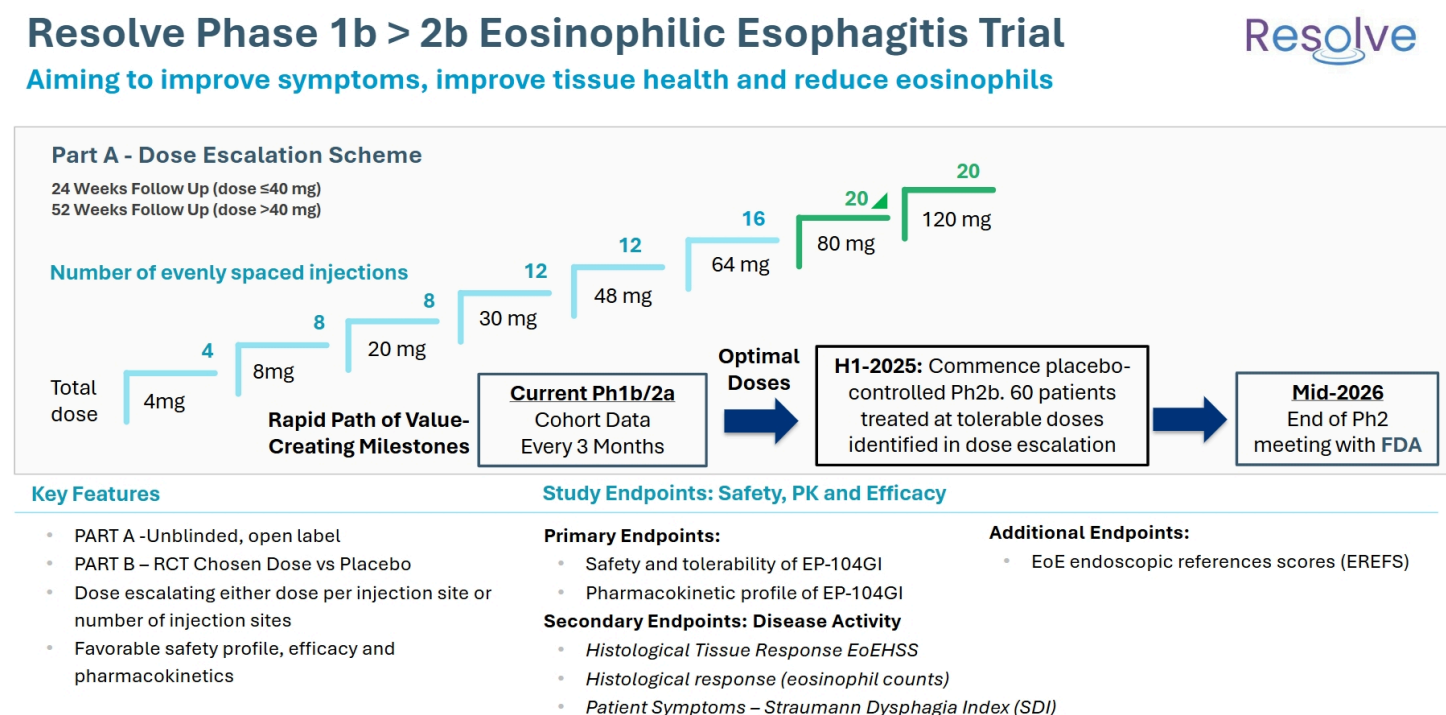 Resolve Phase 1b > 2b Eosinophilic Esophagitis Trial
Resolve
Aiming to improve symptoms, improve tissue health and reduce eosinophils
Part A - Dose Escalation Scheme
24 Weeks Follow Up (dose ≤40 mg)
52 Weeks Follow Up (dose >40 mg)
Number of evenly spaced injections
Total
dose
4
4mg
8
8mg
8
20 mg
12
30 mg
12
48 mg
16
64 mg
20
80 mg
20
120 mg
Rapid Path of Value-
Creating Milestones
Current Ph1b/2a
Cohort Data
Every 3 Months
Optimal
Doses
H1-2025: Commence placebo-
controlled Ph2b. 60 patients
treated at tolerable doses
identified in dose escalation
Mid-2026
End of Ph2
meeting with FDA
Key Features
• PART A -Unblinded, open label
• PART B – RCT Chosen Dose vs Placebo
• Dose escalating either dose per injection site or
number of injection sites
• Favorable safety profile, efficacy and
pharmacokinetics
Study Endpoints: Safety, PK and Efficacy
Primary Endpoints:
• Safety and tolerability of EP-104GI
• Pharmacokinetic profile of EP-104GI
Secondary Endpoints: Disease Activity
• Histological Tissue Response EoEHSS
• Histological response (eosinophil counts)
• Patient Symptoms – Straumann Dysphagia Index (SDI)
Additional Endpoints:
• EoE endoscopic references scores (EREFS)